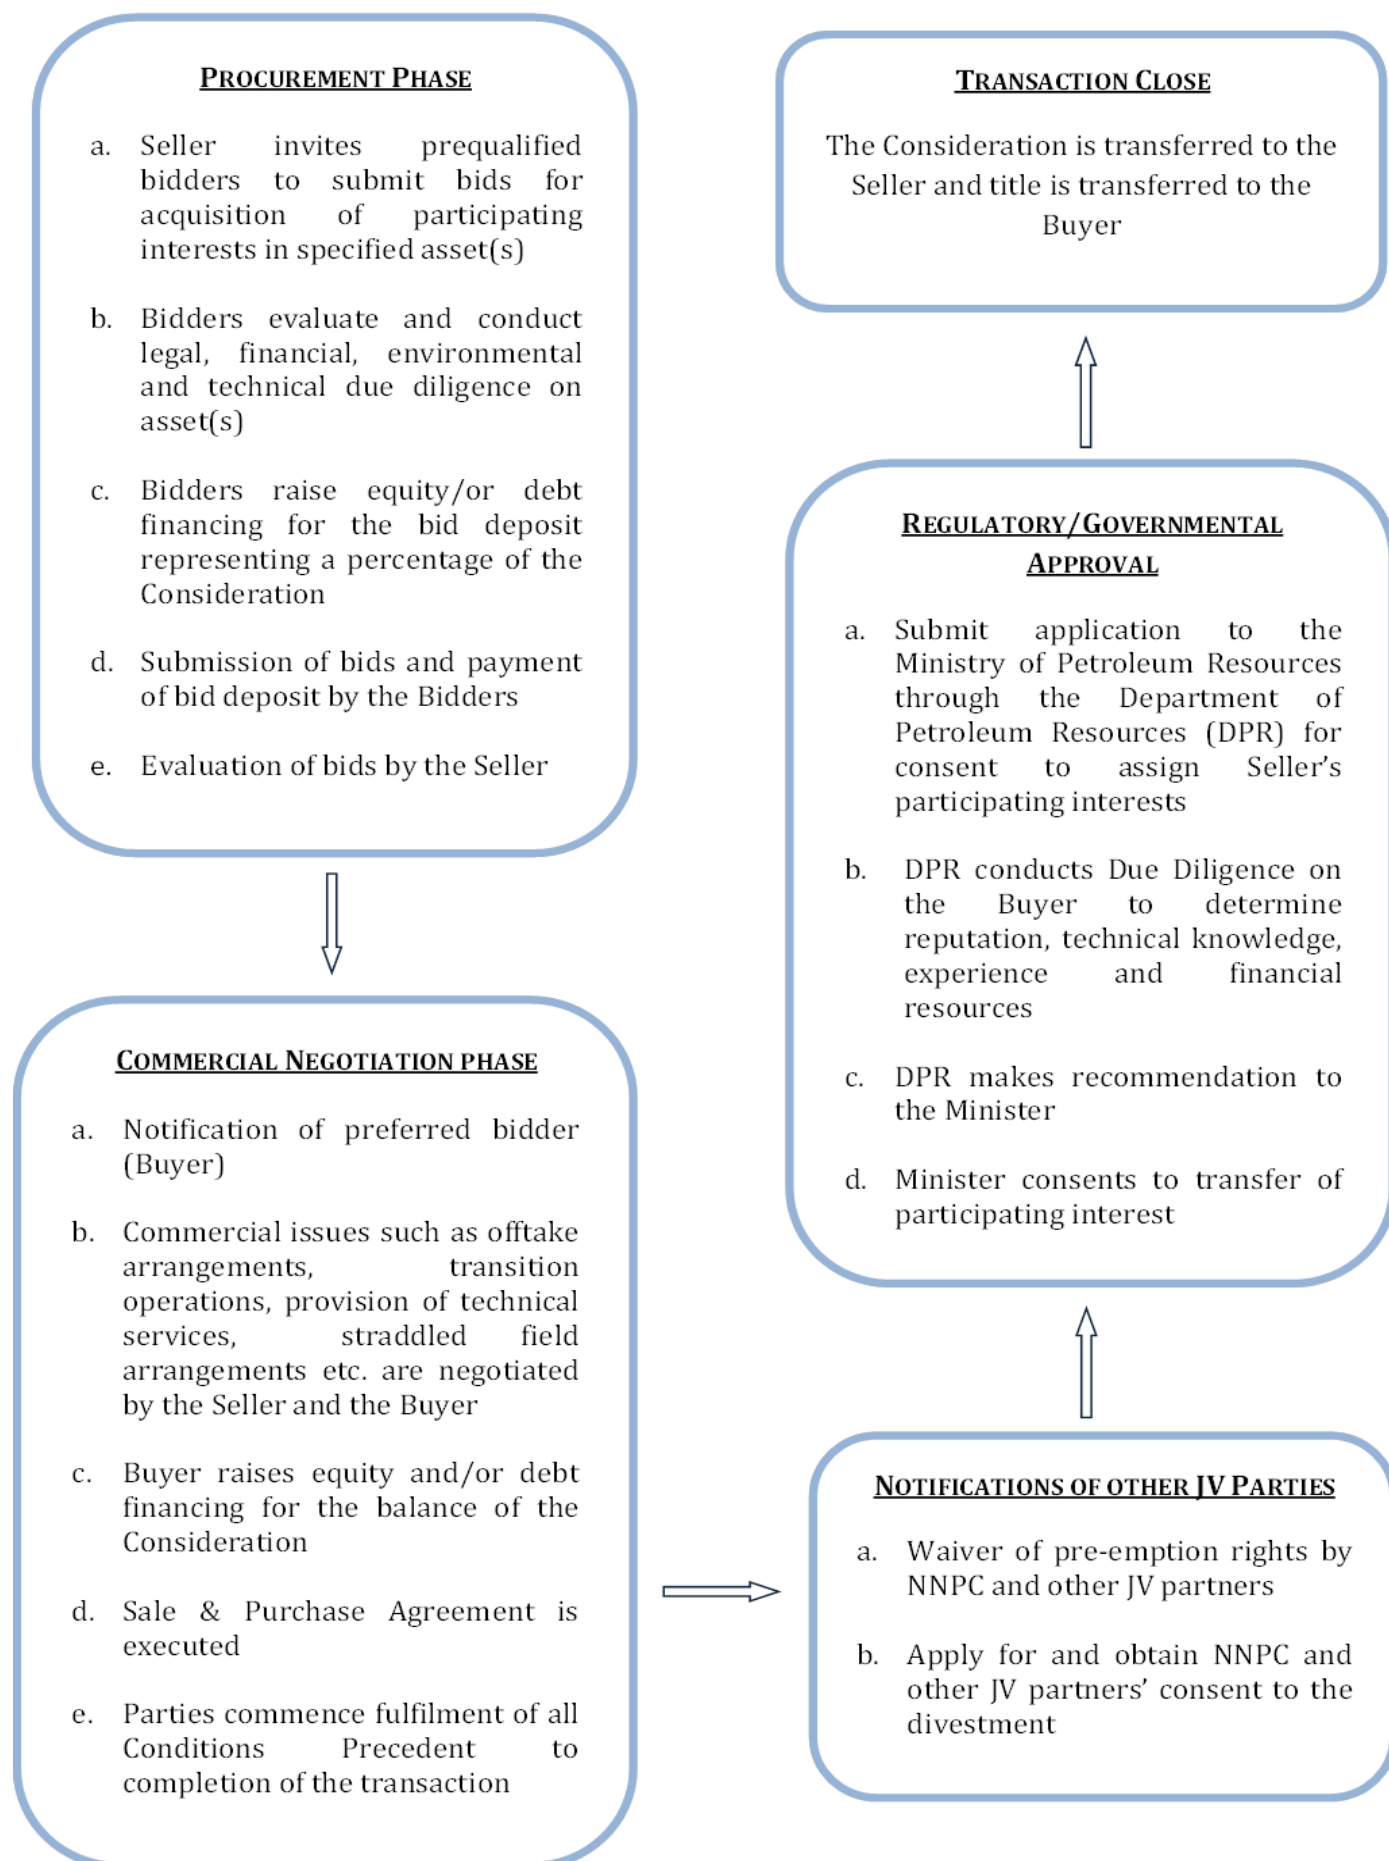 PROCUREMENT PHASE
a. Seller invites prequalified
bidders to submit bids for
acquisition of participating
interests in specified asset(s)
b. Bidders evaluate and conduct
legal, financial, environmental
and technical due diligence on
asset(s)
c. Bidders raise equity/or debt
financing for the bid deposit
representing a percentage of the
Consideration
d. Submission of bids and payment
of bid deposit by the Bidders
e. Evaluation of bids by the Seller
COMMERCIAL NEGOTIATION PHASE
a. Notification of preferred bidder
(Buyer)
b. Commercial issues such as offtake
arrangements, transition
operations, provision of technical
services, straddled field
arrangements etc. are negotiated
by the Seller and the Buyer
c. Buyer raises equity and/or debt
financing for the balance of the
Consideration
d. Sale & Purchase Agreement is
executed
e. Parties commence fulfilment of all
Conditions Precedent to
completion of the transaction
NOTIFICATIONS OF OTHER JV PARTIES
a. Waiver of pre-emption rights by
NNPC and other JV partners
b. Apply for and obtain NNPC and
other JV partners’ consent to the
divestment
REGULATORY/GOVERNMENTAL
APPROVAL
a. Submit application to the
Ministry of Petroleum Resources
through the Department of
Petroleum Resources (DPR) for
consent to assign Seller’s
participating interests
b. DPR conducts Due Diligence on
the Buyer to determine
reputation, technical knowledge,
experience and financial
resources
c. DPR makes recommendation to
the Minister
d. Minister consents to transfer of
participating interest
TRANSACTION CLOSE
The Consideration is transferred to the
Seller and title is transferred to the
Buyer